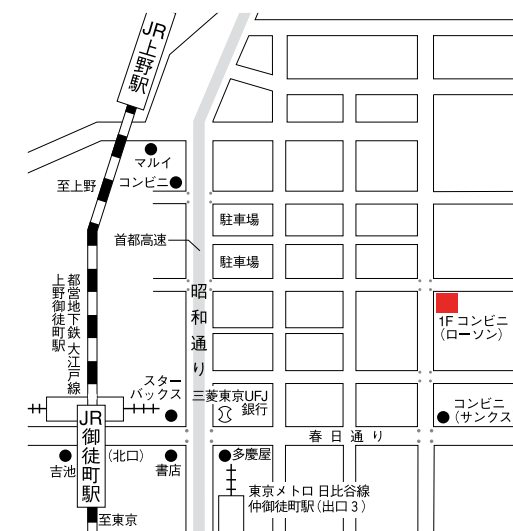 JR上野駅
マルイ
至上野
コンビニ
駐車場
首都高速
駐車場
昭和通り
都営地下鉄 大江戸線
上野御徒町駅
1F コンビニ
（ローソン）
スター
バックス
三菱東京UFJ
銀行
コンビニ
（サンクス
JR御徒町駅
（北口）
春日通り
吉池
書店
多慶屋
東京メトロ 日比谷線
仲御徒町駅（出口３）
至東京